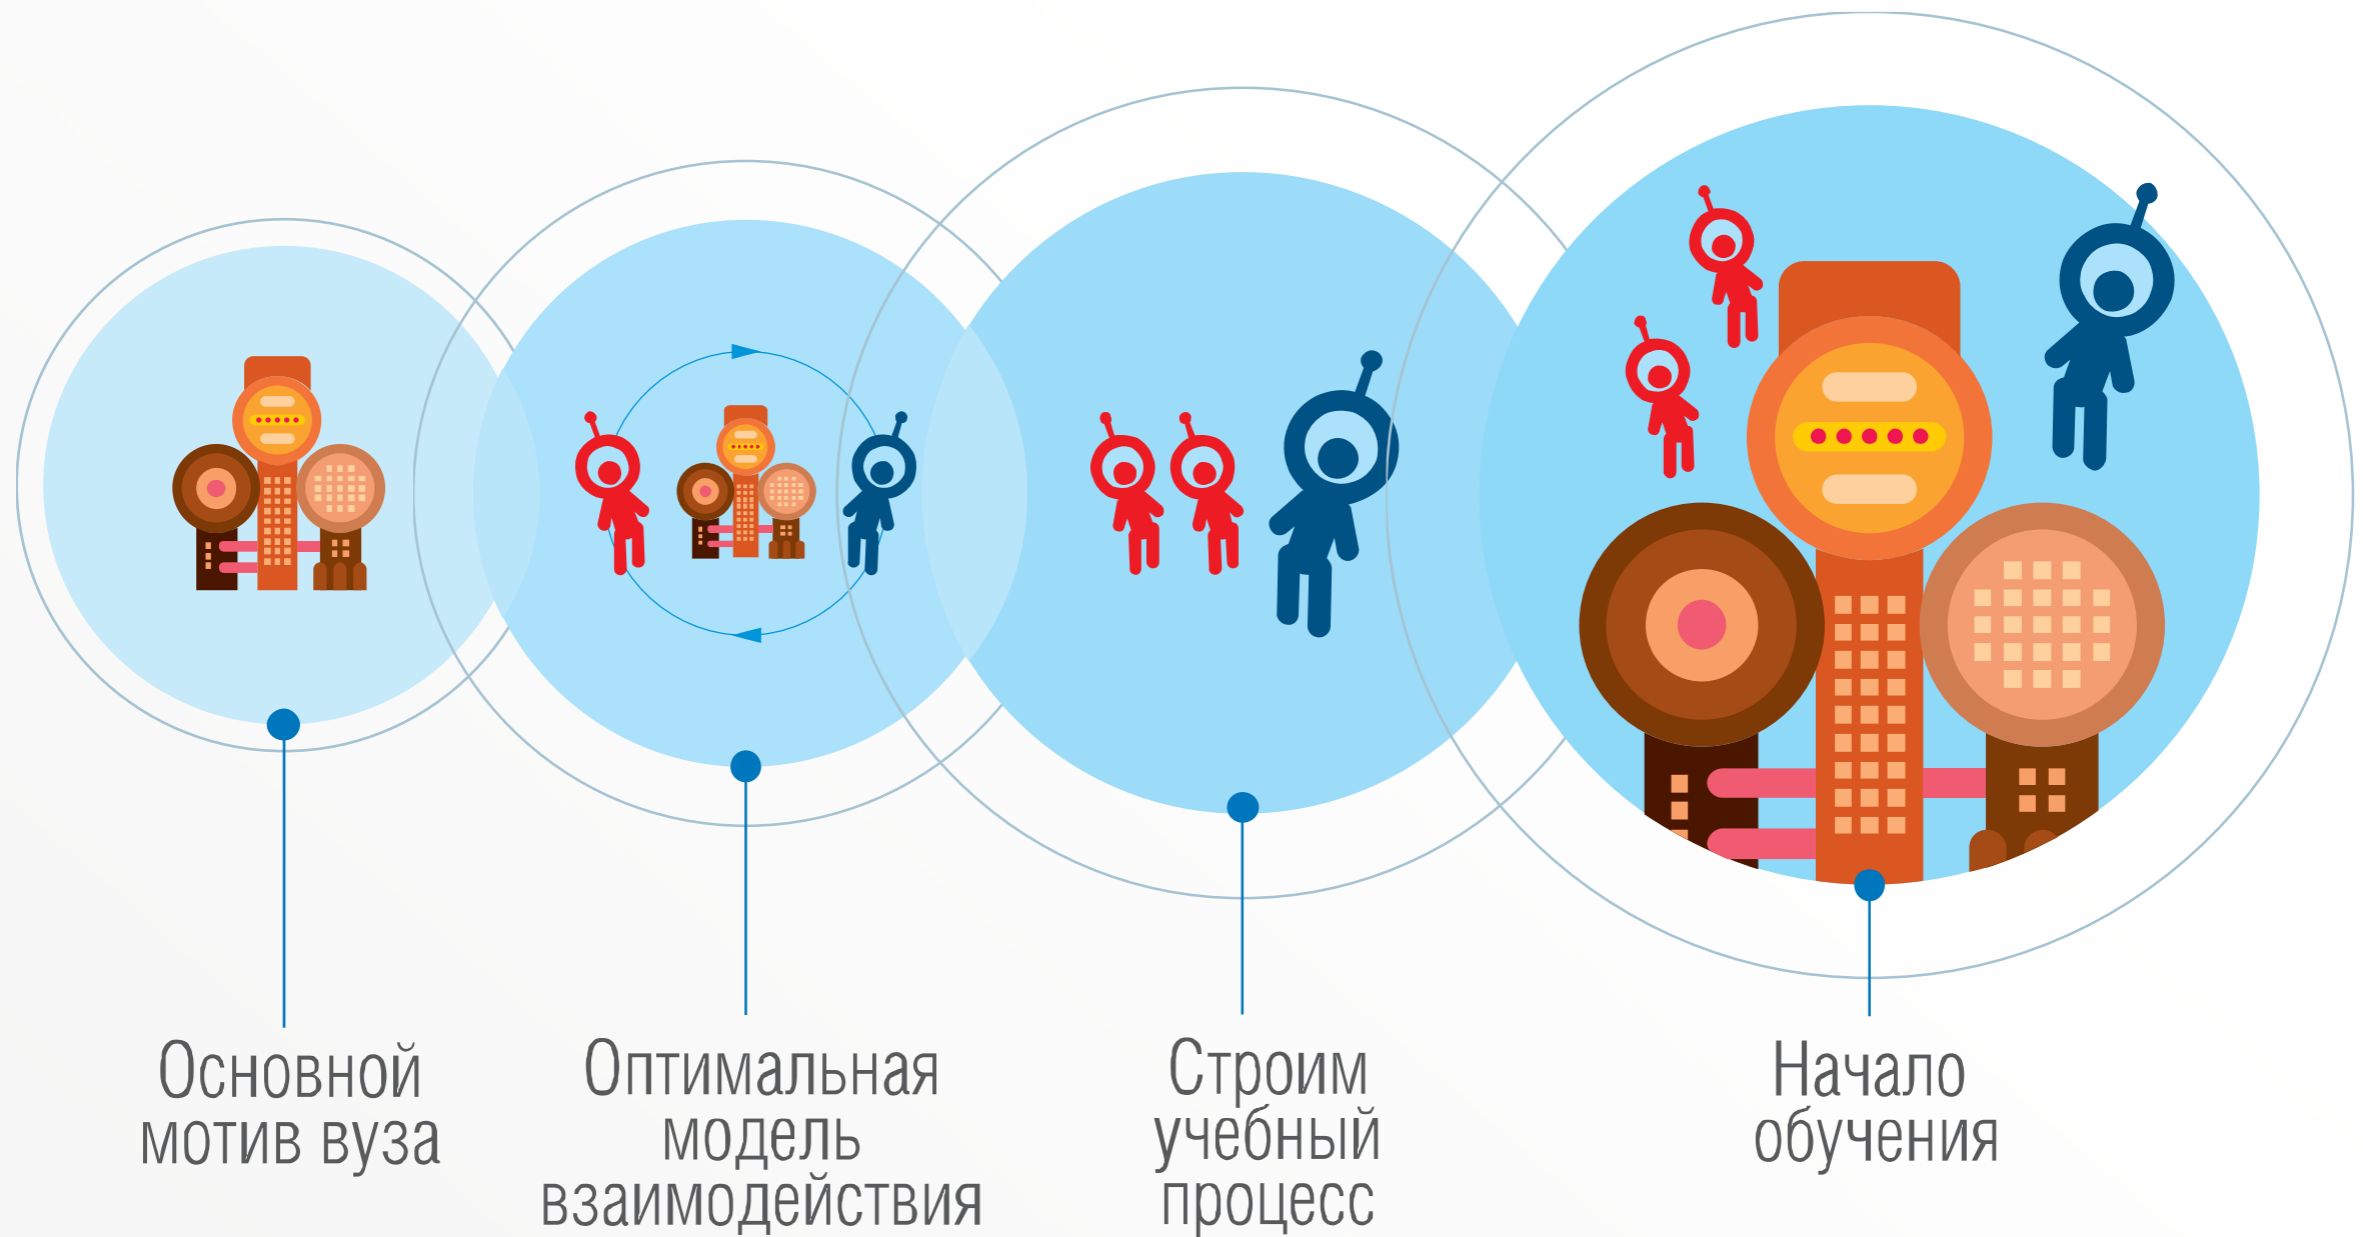 Основной
мотив вуза
Оптимальная
модель
взаимодействия
Строим
учебный
процесс
Начало
обучения